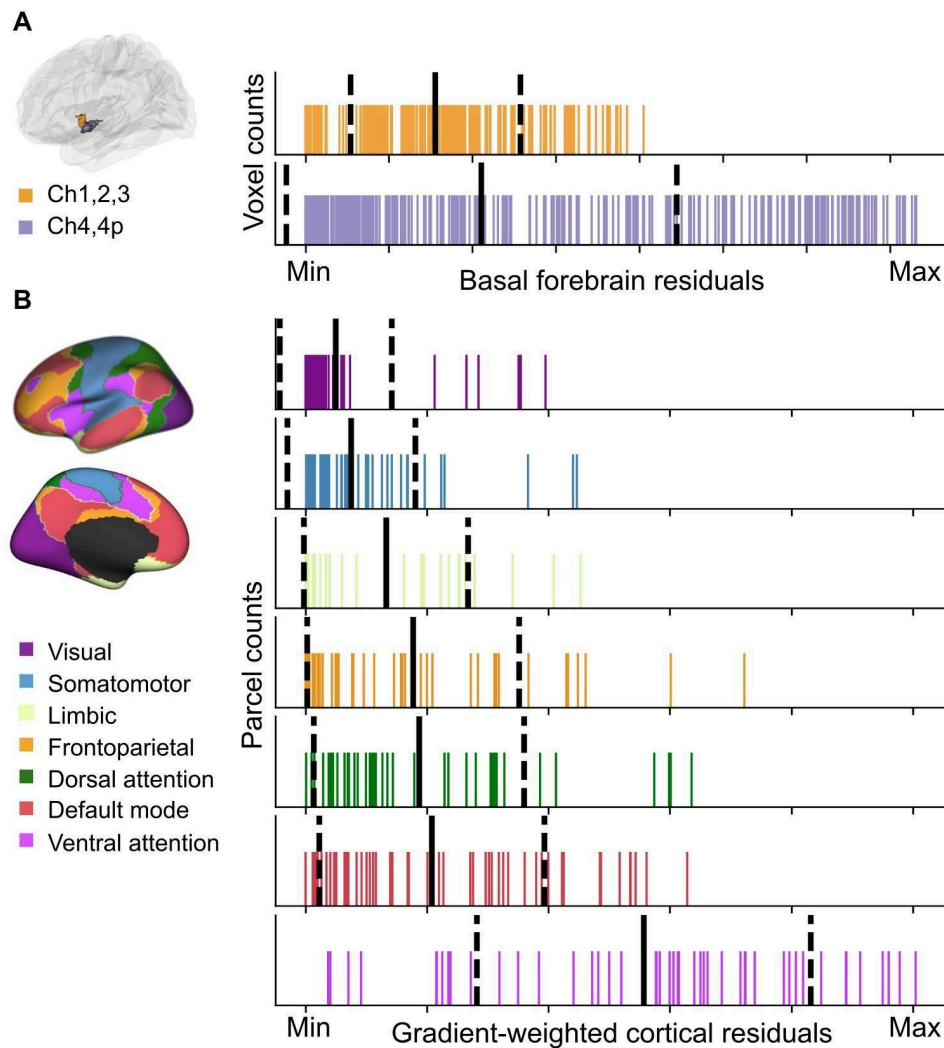 A
Ch1,2,3
Ch4,4p
Voxel counts
Min
Basal forebrain residuals
Max
B
Visual
Somatomotor
Limbic
Frontoparietal
Dorsal attention
Default mode
Ventral attention
Parcel counts
Min
Gradient-weighted cortical residuals
Max